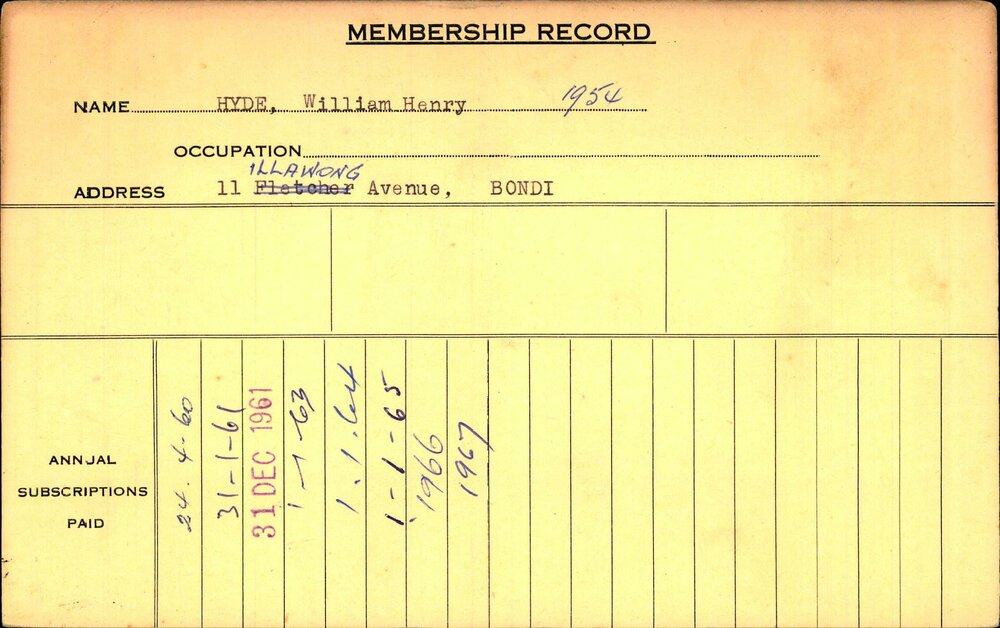 MEMBERSHIP RECORD
NAME HYDE, William Henry 1954
OCCUPATION
ILLAWONG
ADDRESS 11 Fletcher Avenue, BONDI
ANNUAL
SUBSCRIPTIONS
PAID
24.4-60
31-1-61
31 DEC 1961
1-1-63
1.1.64
1-1-65
1966
1967